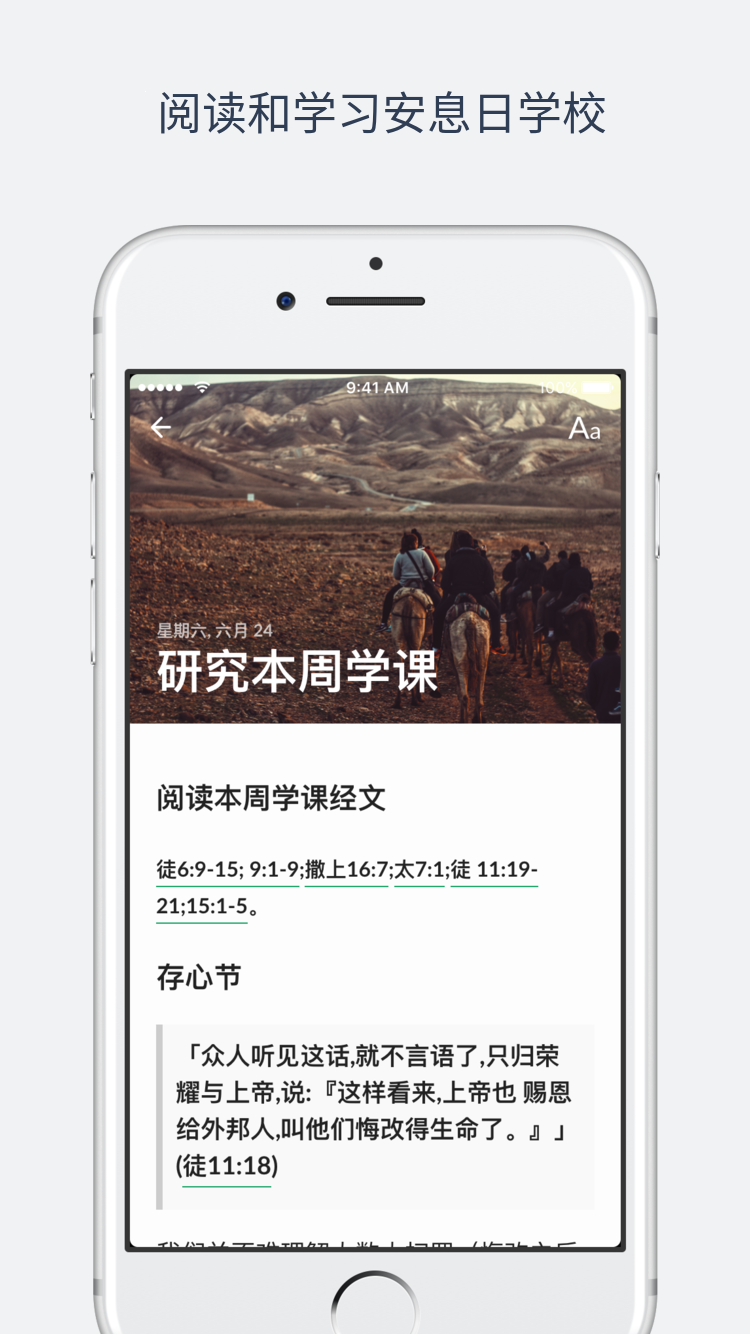 阅读和学习安息日学校
9:41 AM
100%
Aa
星期六, 六月 24
研究本周学课
阅读本周学课经文
徒6:9-15; 9:1-9;撒上16:7;太7:1;徒 11:19-
21;15:1-5。
存心节
「众人听见这话,就不言语了,只归荣
耀与上帝,说:『这样看来,上帝也 赐恩
给外邦人,叫他们悔改得生命了。』」
(徒11:18)